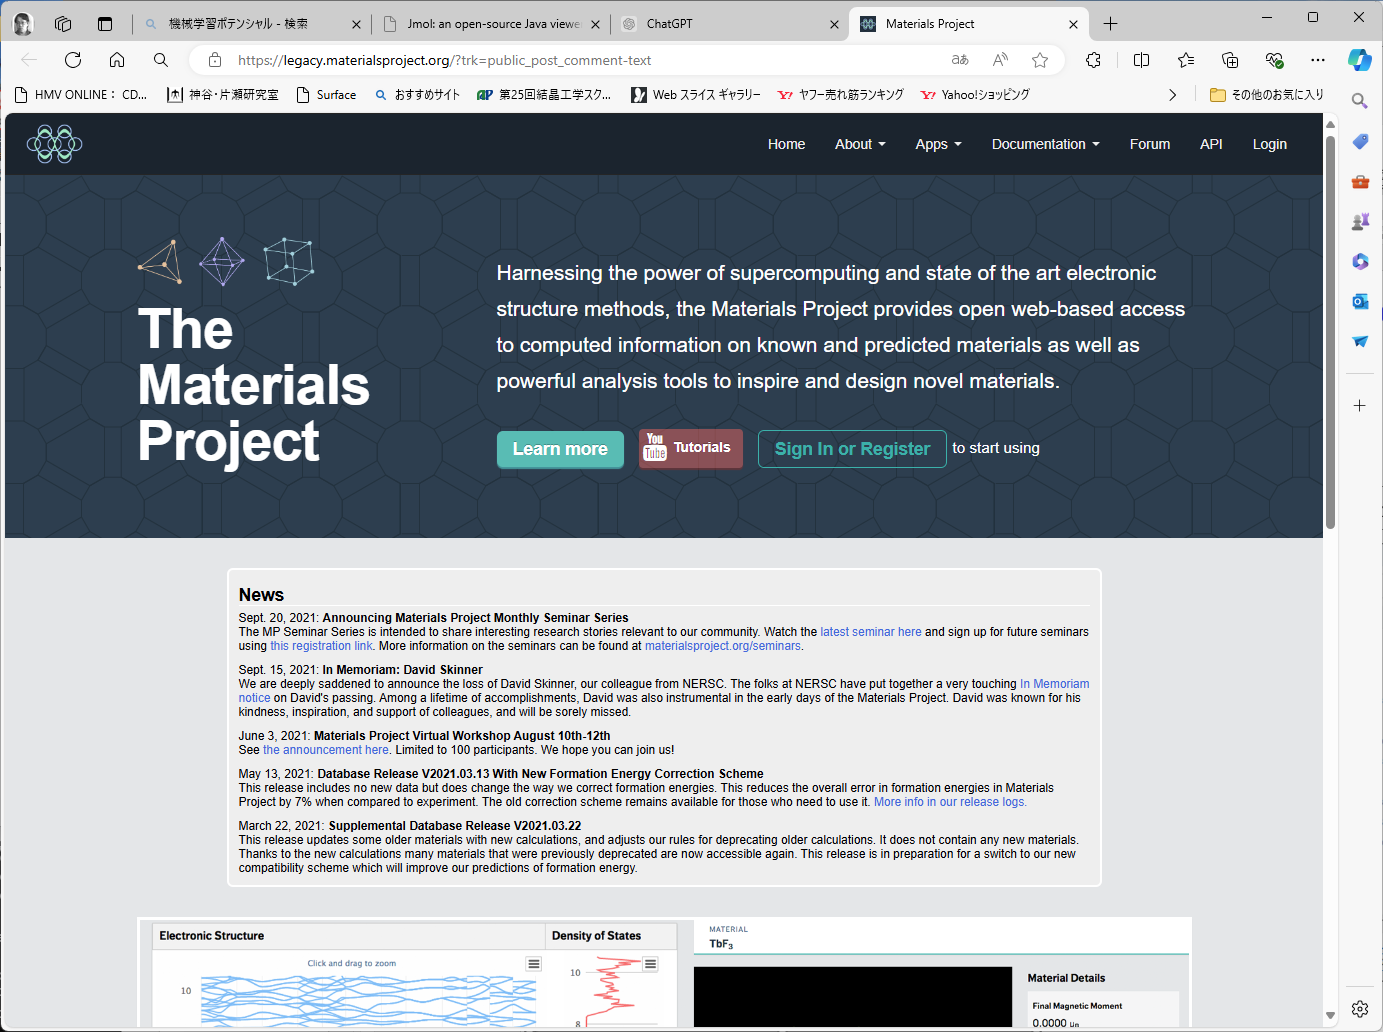 機械学習ポテンシャル - 検索
Jmol: an open-source Java viewe
ChatGPT
Materials Project
https://legacy.materialsproject.org/?trk=public_post_comment-text
HMV ONLINE： CD...
神谷・片瀬研究室
Surface
おすすめサイト
第25回結晶工学スク...
Web スライス ギャラリー
ヤフー売れ筋ランキング
Yahoo!ショッピング
その他のお気に入り
Home
About
Apps
Documentation
Forum
API
Login
The
Materials
Project
Harnessing the power of supercomputing and state of the art electronic
structure methods, the Materials Project provides open web-based access
to computed information on known and predicted materials as well as
powerful analysis tools to inspire and design novel materials.
Learn more
You Tube Tutorials
Sign In or Register to start using
News
Sept. 20, 2021: Announcing Materials Project Monthly Seminar Series
The MP Seminar Series is intended to share interesting research stories relevant to our community. Watch the latest seminar here and sign up for future seminars
using this registration link. More information on the seminars can be found at materialsproject.org/seminars.
Sept. 15, 2021: In Memoriam: David Skinner
We are deeply saddened to announce the loss of David Skinner, our colleague from NERSC. The folks at NERSC have put together a very touching In Memoriam
notice on David's passing. Among a lifetime of accomplishments, David was also instrumental in the early days of the Materials Project. David was known for his
kindness, inspiration, and support of colleagues, and will be sorely missed.
June 3, 2021: Materials Project Virtual Workshop August 10th-12th
See the announcement here. Limited to 100 participants. We hope you can join us!
May 13, 2021: Database Release V2021.03.13 With New Formation Energy Correction Scheme
This release includes no new data but does change the way we correct formation energies. This reduces the overall error in formation energies in Materials
Project by 7% when compared to experiment. The old correction scheme remains available for those who need to use it. More info in our release logs.
March 22, 2021: Supplemental Database Release V2021.03.22
This release updates some older materials with new calculations, and adjusts our rules for deprecating older calculations. It does not contain any new materials.
Thanks to the new calculations many materials that were previously deprecated are now accessible again. This release is in preparation for a switch to our new
compatibility scheme which will improve our predictions of formation energy.
Electronic Structure
Density of States
Click and drag to zoom
10
10
8
MATERIAL
TbF3
Material Details
Final Magnetic Moment
0.0000